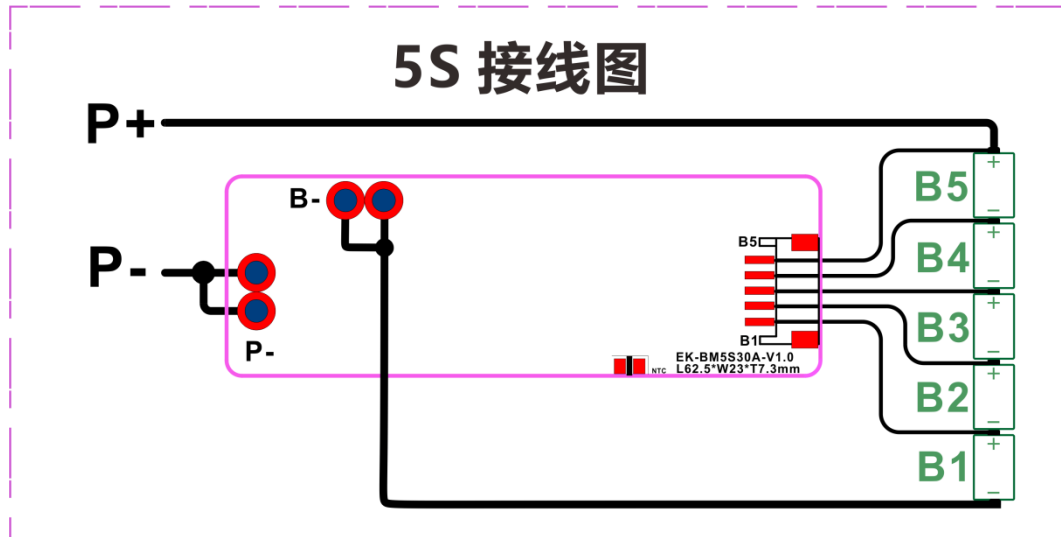 5S 接线图
P+
B-
P-
P-
B5
B1
NTC
EK-BM5S30A-V1.0
L62.5*W23*T7.3mm
+
B5
-
+
B4
-
+
B3
-
+
B2
-
+
B1
-